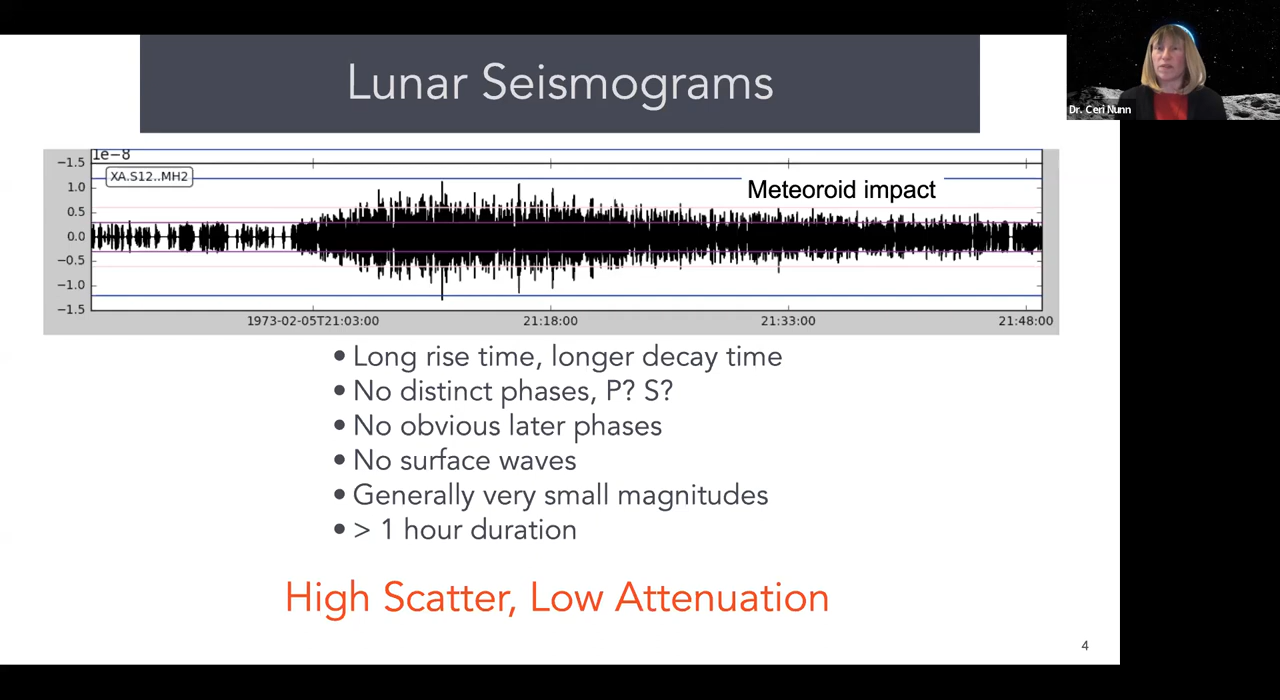 Lunar Seismograms
Dr. Ceri Nunn
1e−8
−1.5
XA.S12..MH2
1.0
Meteoroid impact
0.5
0.0
−0.5
−1.0
−1.5
1973-02-05T21:03:00 21:18:00 21:33:00 21:48:00
• Long rise time, longer decay time
• No distinct phases, P? S?
• No obvious later phases
• No surface waves
• Generally very small magnitudes
• > 1 hour duration
High Scatter, Low Attenuation
4